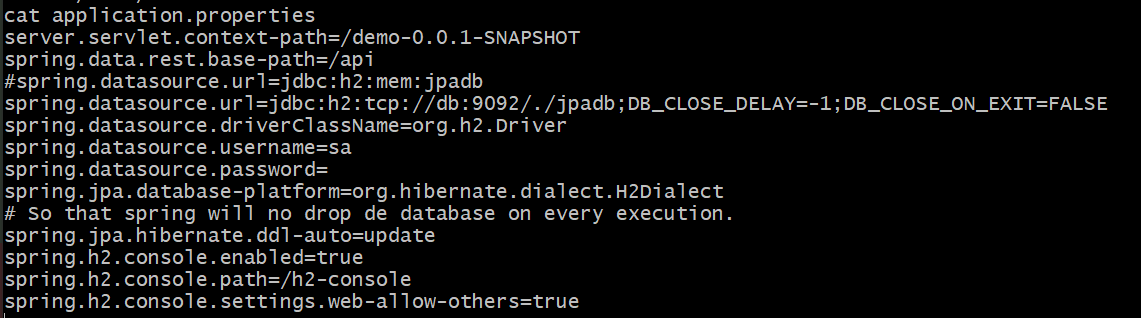 cat application.properties
server.servlet.context-path=/demo-0.0.1-SNAPSHOT
spring.data.rest.base-path=/api
#spring.datasource.url=jdbc:h2:mem:jpadb
spring.datasource.url=jdbc:h2:tcp://db:9092/./jpadb;DB_CLOSE_DELAY=-1;DB_CLOSE_ON_EXIT=FALSE
spring.datasource.driverClassName=org.h2.Driver
spring.datasource.username=sa
spring.datasource.password=
spring.jpa.database-platform=org.hibernate.dialect.H2Dialect
# So that spring will no drop de database on every execution.
spring.jpa.hibernate.ddl-auto=update
spring.h2.console.enabled=true
spring.h2.console.path=/h2-console
spring.h2.console.settings.web-allow-others=true